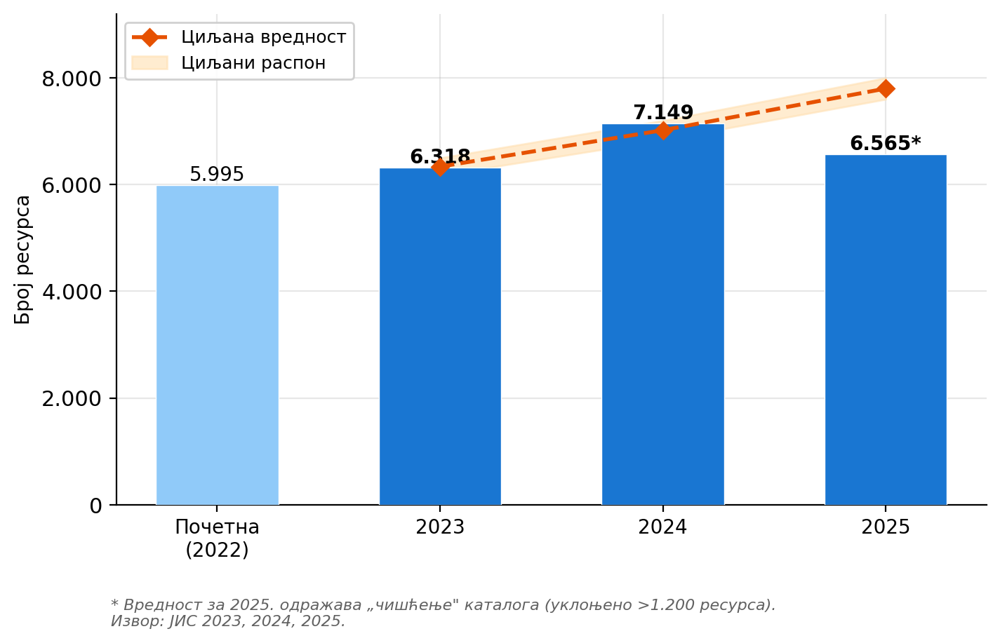 Циљана вредност
Циљани распон
Број ресурса
8.000
6.000
4.000
2.000
0
5.995
6.318
7.149
6.565*
Почетна
(2022)
2023
2024
2025
* Вредност за 2025. одражава „чишћење" каталога (уклоњено >1.200 ресурса).
Извор: ЈИС 2023, 2024, 2025.